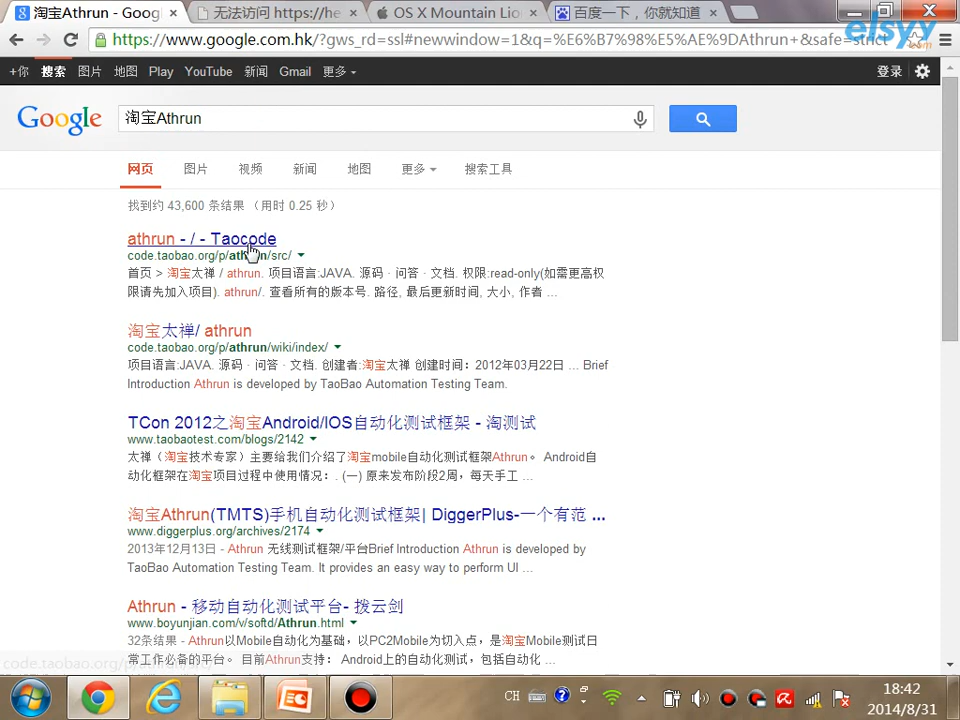 淘宝Athrun - Goog
无法访问 https://he
OS X Mountain Lio
百度一下，你就知道
elsyy
.com
https://www.google.com.hk/?gws_rd=ssl#newwindow=1&q=%E6%B7%98%E5%AE%9DAthrun+&safe=strict
+你 搜索 图片 地图 Play YouTube 新闻 Gmail 更多
登录
Google
淘宝Athrun
网页 图片 视频 新闻 地图 更多 搜索工具
找到约 43,600 条结果 （用时 0.25 秒）
athrun - / - Taocode
code.taobao.org/p/athrun/src/
首页 > 淘宝太禅 / athrun. 项目语言:JAVA. 源码 · 问答 · 文档. 权限:read-only(如需更高权
限请先加入项目). athrun/. 查看所有的版本号. 路径, 最后更新时间, 大小, 作者 ...
淘宝太禅/ athrun
code.taobao.org/p/athrun/wiki/index/
项目语言:JAVA. 源码 · 问答 · 文档. 创建者:淘宝太禅 创建时间：2012年03月22日 ... Brief
Introduction Athrun is developed by TaoBao Automation Testing Team.
TCon 2012之淘宝Android/IOS自动化测试框架 - 淘测试
www.taobaotest.com/blogs/2142
太禅（淘宝技术专家）主要给我们介绍了淘宝mobile自动化测试框架Athrun。 Android自
动化框架在淘宝项目过程中使用情况：. (一) 原来发布阶段2周，每天手工 ...
淘宝Athrun(TMTS)手机自动化测试框架| DiggerPlus-一个有范 ...
www.diggerplus.org/archives/2174
2013年12月13日 - Athrun 无线测试框架/平台Brief Introduction Athrun is developed by
TaoBao Automation Testing Team. It provides an easy way to perform UI ...
Athrun - 移动自动化测试平台- 拨云剑
www.boyunjian.com/v/softd/Athrun.html
32条结果 - Athrun以Mobile自动化为基础，以PC2Mobile为切入点，是淘宝Mobile测试日
常工作必备的平台。 目前Athrun支持： Android上的自动化测试，包括自动化 ...
code.taobao.org/p/athrun/src/
CH
18:42
2014/8/31